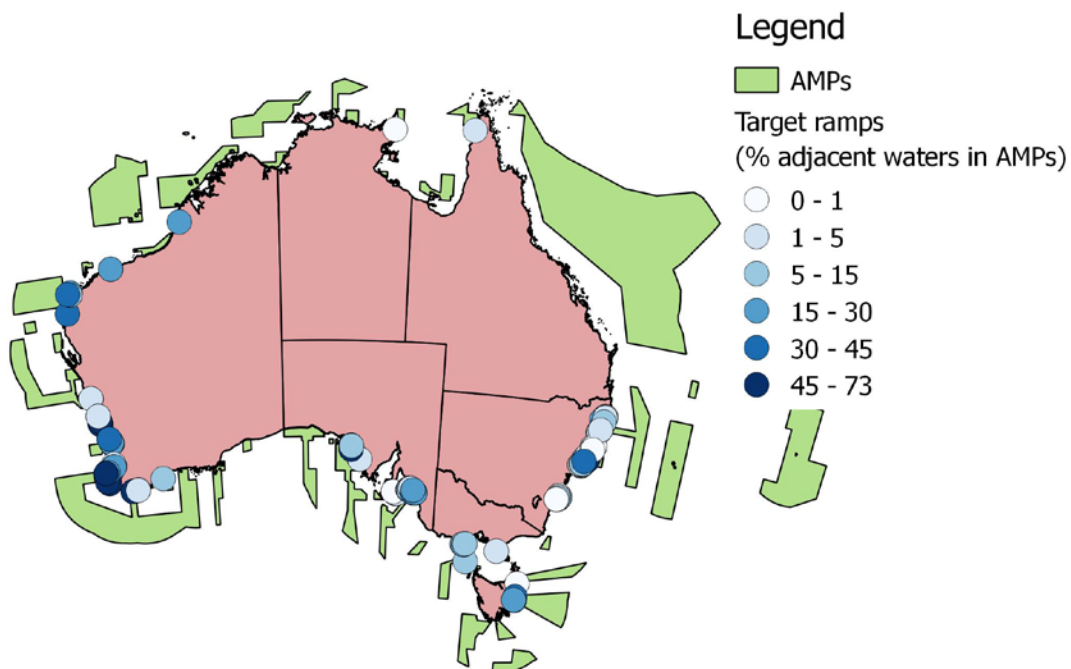 Legend
AMPs
Target ramps
(% adjacent waters in AMPs)
0 - 1
1 - 5
5 - 15
15 - 30
30 - 45
45 - 73